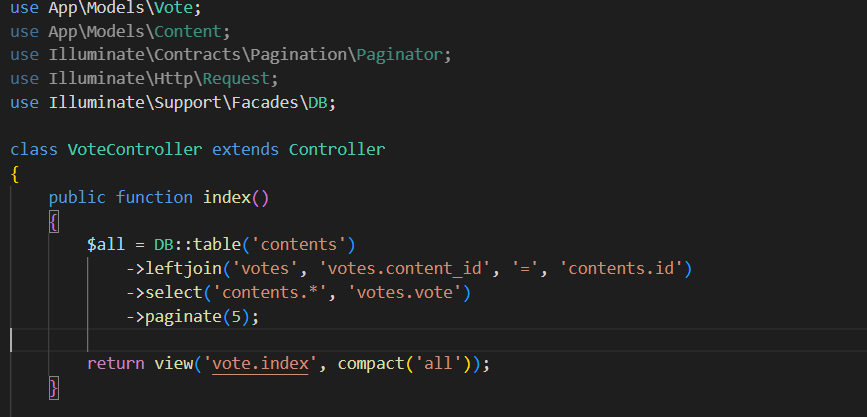 use App\Models\Vote;
use App\Models\Content;
use Illuminate\Contracts\Pagination\Paginator;
use Illuminate\Http\Request;
use Illuminate\Support\Facades\DB;
class VoteController extends Controller
{
public function index()
{
$all = DB::table('contents')
->leftjoin('votes', 'votes.content_id', '=', 'contents.id')
->select('contents.*', 'votes.vote')
->paginate(5);
return view('vote.index', compact('all'));
}